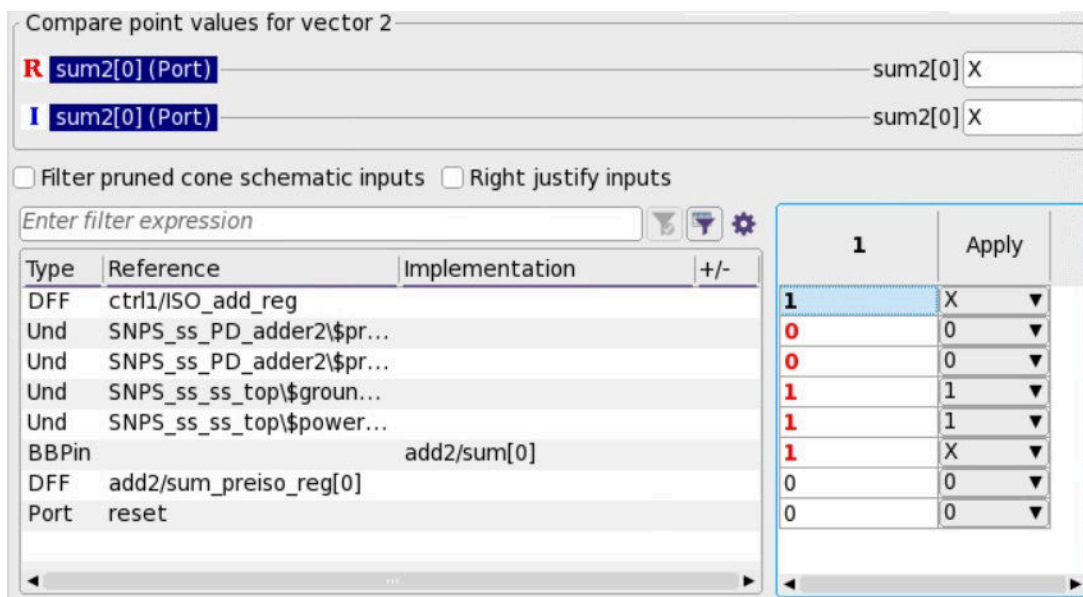 Compare point values for vector 2
R sum2[0] (Port) sum2[0] X
I sum2[0] (Port) sum2[0] X
Filter pruned cone schematic inputs Right justify inputs
Enter filter expression
1 Apply
Type Reference Implementation +/-
DFF ctrl1/ISO_add_reg 1 X
Und SNPS_ss_PD_adder2\$pr... 0 0
Und SNPS_ss_PD_adder2\$pr... 0 0
Und SNPS_ss_ss_top\$groun... 1 1
Und SNPS_ss_ss_top\$power... 1 1
BBPin add2/sum[0] 1 X
DFF add2/sum_preiso_reg[0] 0 0
Port reset 0 0